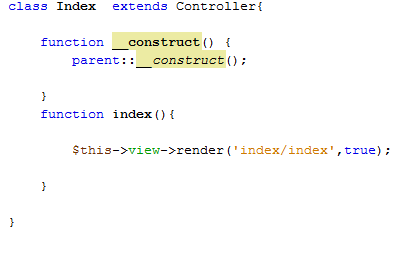 class Index  extends Controller{
    function __construct() {
        parent::__construct();
    }
    function index(){
        $this->view->render('index/index',true);
    }
}